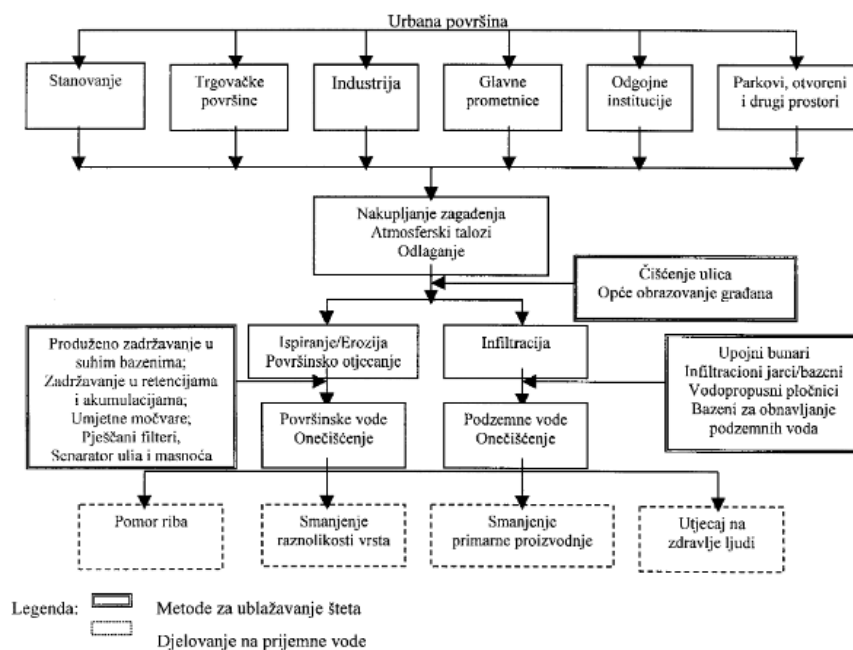 Urbana površina
Stanovanje
Trgovačke
površine
Industrija
Glavne
prometnice
Odgojne
institucije
Parkovi, otvoreni
i drugi prostori
Nakupljanje zagađenja
Atmosferski talozi
Odlaganje
Čišćenje ulica
Opće obrazovanje građana
Produženo zadržavanje u
suhim bazenima;
Zadržavanje u retencijama
i akumulacijama;
Umjetne močvare;
Pješčani filteri,
Separator ulja i masnoća
Ispiranje/Erozija
Površinsko otjecanje
Infiltracija
Upojni bunari
Infiltracioni jarci/bazeni
Vodopropusni pločnici
Bazeni za obnavljanje
podzemnih voda
Površinske vode
Onečišćenje
Podzemne vode
Onečišćenje
Pomor riba
Smanjenje
raznolikosti vrsta
Smanjenje
primarne proizvodnje
Utjecaj na
zdravlje ljudi
Legenda:
Metode za ublažavanje šteta
Djelovanje na prijemne vode